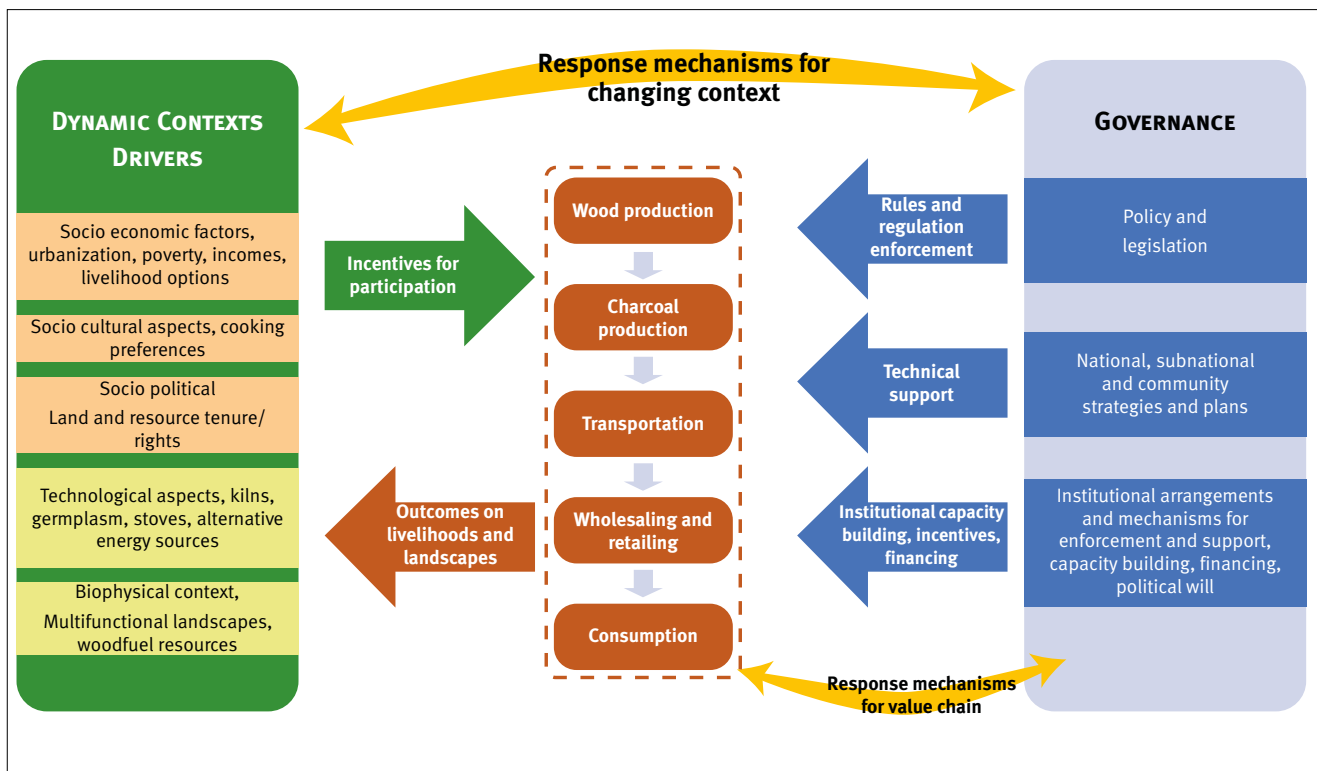 Response mechanisms for
changing context
DYNAMIC CONTEXTS
DRIVERS
Socio economic factors,
urbanization, poverty, incomes,
livelihood options
Socio cultural aspects, cooking
preferences
Socio political
Land and resource tenure/
rights
Technological aspects, kilns,
germplasm, stoves, alternative
energy sources
Biophysical context,
Multifunctional landscapes,
woodfuel resources
Incentives for
participation
Outcomes on
livelihoods and
landscapes
Wood production
Charcoal
production
Transportation
Wholesaling and
retailing
Consumption
Rules and
regulation
enforcement
Technical
support
Institutional capacity
building, incentives,
financing
GOVERNANCE
Policy and
legislation
National, subnational
and community
strategies and plans
Institutional arrangements
and mechanisms for
enforcement and support,
capacity building, financing,
political will
Response mechanisms
for value chain